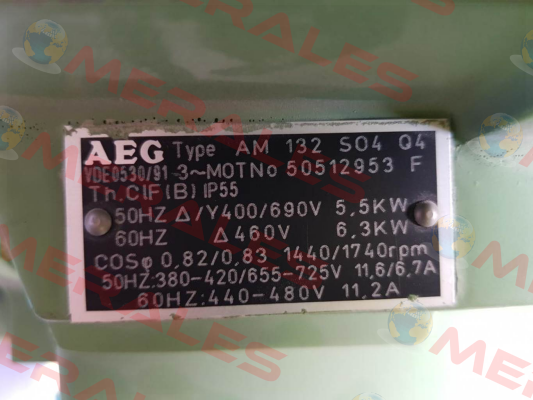 MERALES
AEG Type AM 132 SO4 Q4
VDE0530/91 3~MOTNo 50512953 F
Th.ClF(B) IP55
50HZ Δ/Y400/690V 5,5KW
60HZ Δ460V 6,3KW
COSφ 0,82/0,83 1440/1740rpm
50HZ:380-420/655-725V 11,6/6,7A
60HZ:440-480V 11,2A